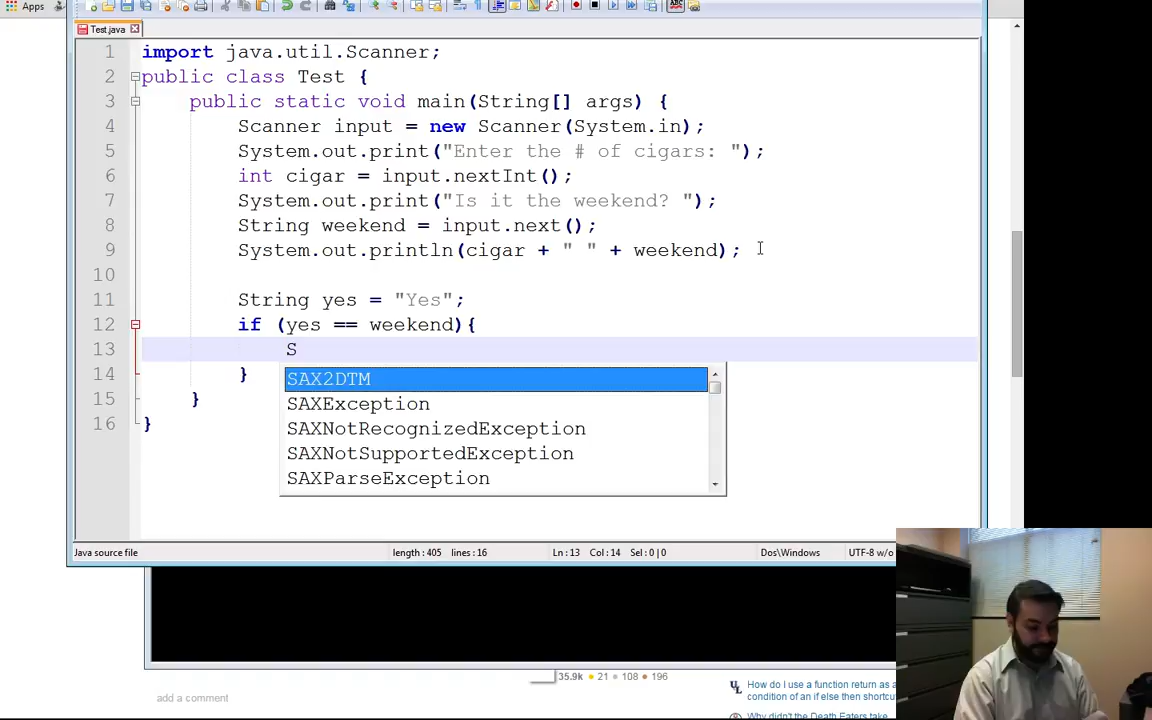 Apps
Test.java
1 import java.util.Scanner;
2 public class Test {
3 public static void main(String[] args) {
4 Scanner input = new Scanner(System.in);
5 System.out.print("Enter the # of cigars: ");
6 int cigar = input.nextInt();
7 System.out.print("Is it the weekend? ");
8 String weekend = input.next();
9 System.out.println(cigar + " " + weekend);
10
11 String yes = "Yes";
12 if (yes == weekend){
13 S
14 }
SAX2DTM
SAXException
15 }
16 }
SAXNotRecognizedException
SAXNotSupportedException
SAXParseException
Java source file length : 405 lines : 16 Ln : 13 Col : 14 Sel : 0 | 0 Dos\Windows UTF-8 w/o
35.9k 21 108 196
add a comment
How do I use a function return as a
condition of an if else then shortcu
Why didn't the Death Eaters take